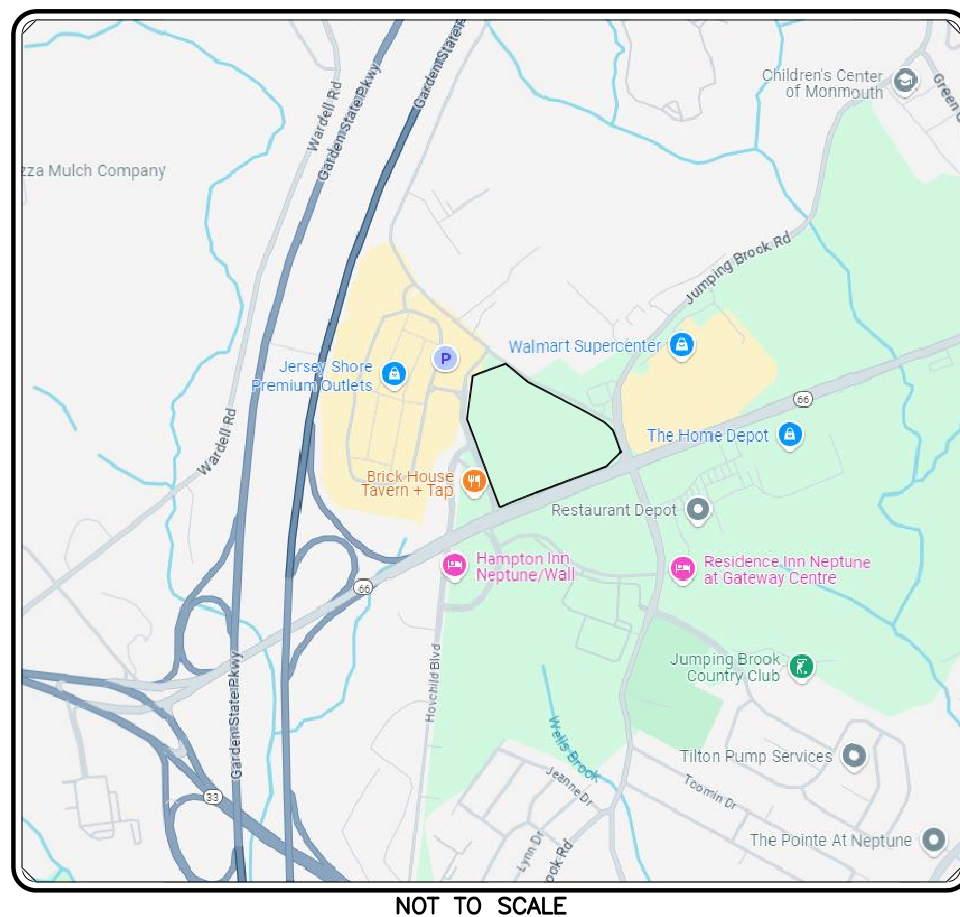 Garden State Pkwy
Garden State P
Wardell Rd
Children's Center
of Monmouth
Green
zza Mulch Company
Jumping Brook Rd
Walmart Supercenter
P
Jersey Shore
Premium Outlets
66
Wardell Rd
The Home Depot
Brick House
Tavern + Tap
Restaurant Depot
Hampton Inn
Neptune/Wall
Residence Inn Neptune
at Gateway Centre
66
Jumping Brook
Country Club
Hovchild Blvd
Garden State Pkwy
Wells Brook
Tilton Pump Services
Jeanne Dr
Toomin Dr
33
The Pointe At Neptune
Lynn Dr
ook Rd
NOT TO SCALE